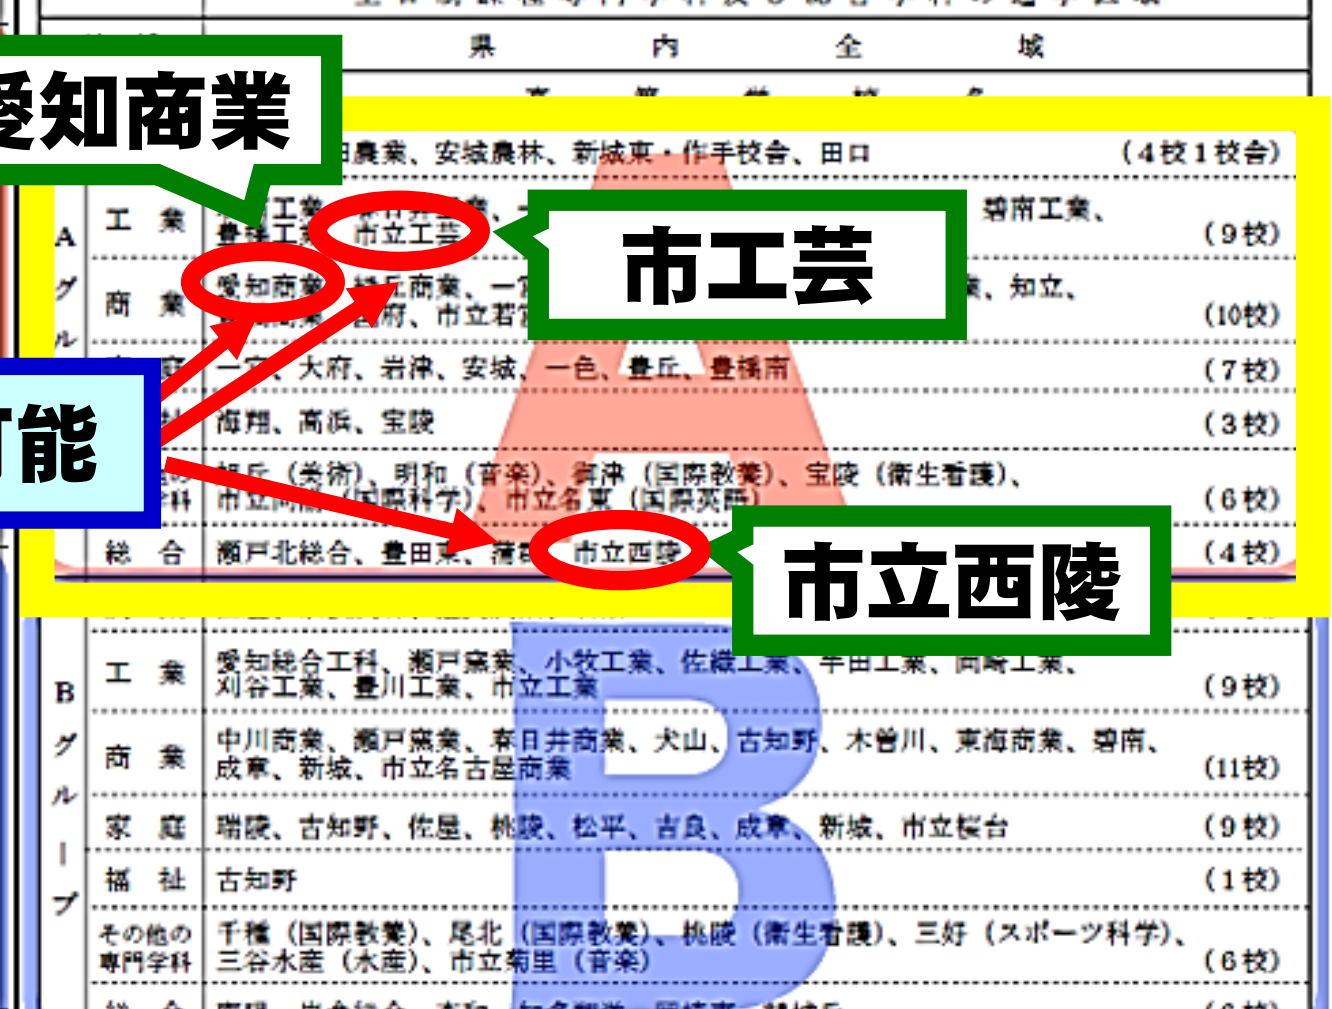 県内全域
愛知商業
農業、安城農林、新城東・作手校舎、田口
(4校1校舎)
A
グ
ル
工業
碧南工業、
市立工芸
(9校)
市工芸
商業
愛知商業
商業、一宮
知立、
府、市立若宮
(10校)
庭
一宮、大府、岩津、安城、一色、豊丘、豊橋南
(7校)
可能
祉
海翔、高浜、宝陵
(3校)
旭丘(美術)、明和(音楽)、御津(国際教養)、宝陵(衛生看護)、
学科
(国際科学)、市立名東(国際英語)
(6校)
総合
瀬戸北総合、豊田東、蒲郡、市立西陵
(4校)
市立西陵
Bグループ
工業
愛知総合工科、瀬戸窯業、小牧工業、佐織工業、半田工業、岡崎工業、
刈谷工業、豊川工業、市立工業
(9校)
商業
中川商業、瀬戸窯業、春日井商業、犬山、古知野、木曽川、東海商業、碧南、
成章、新城、市立名古屋商業
(11校)
家庭
瑞陵、古知野、佐屋、桃陵、松平、吉良、成章、新城、市立桜台
(9校)
福祉
古知野
(1校)
その他の
専門学科
千種(国際教養)、尾北(国際教養)、桃陵(衛生看護)、三好(スポーツ科学)、
三谷水産(水産)、市立菊里(音楽)
(6校)
A
B